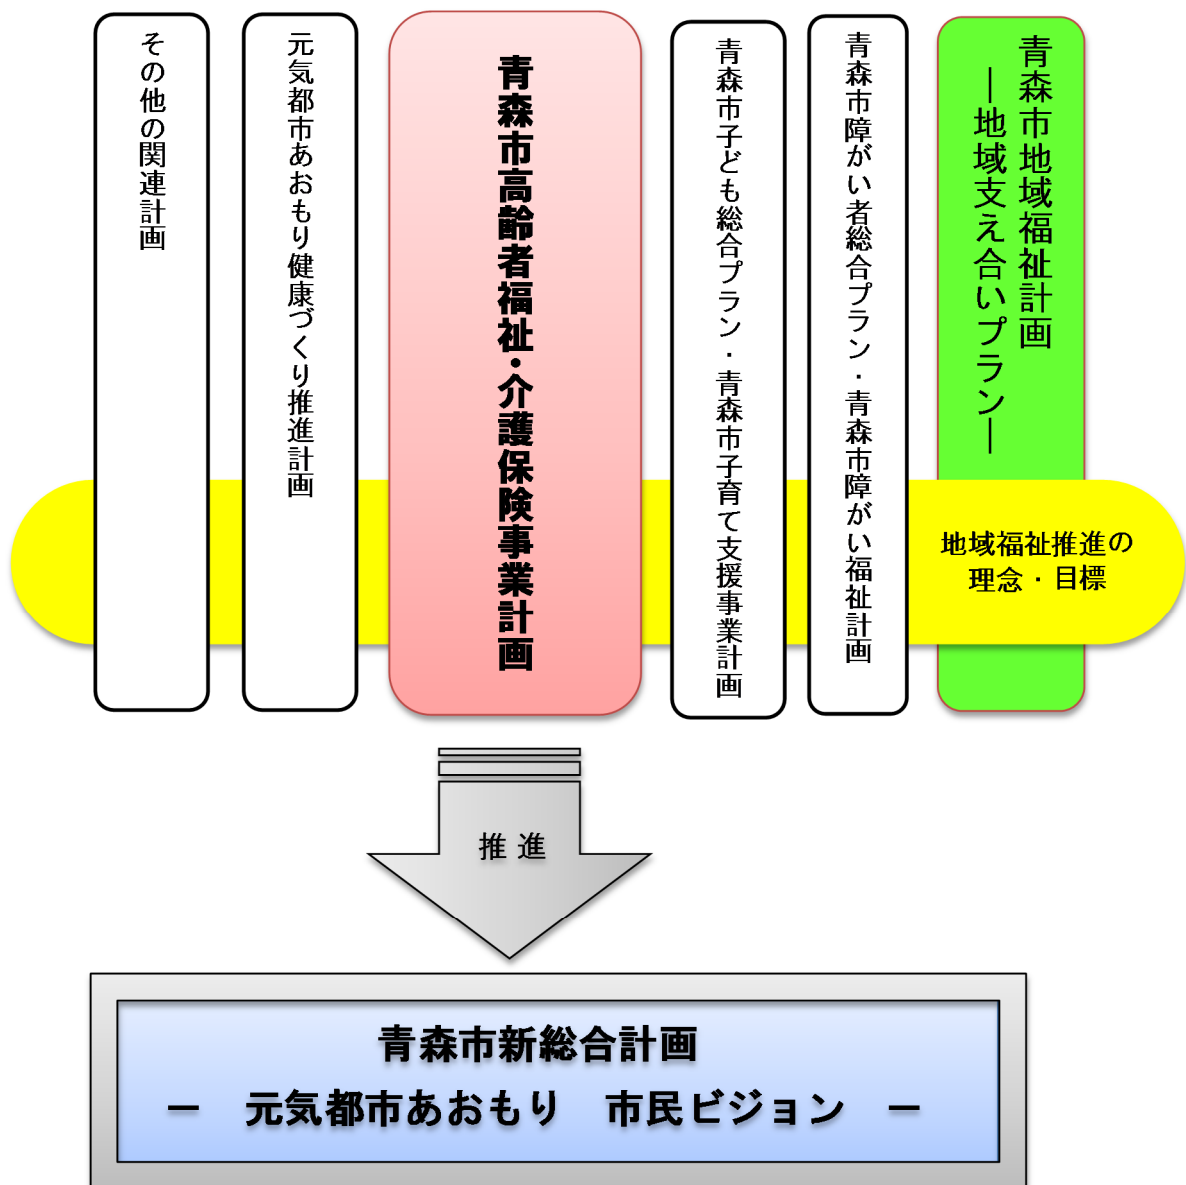 青森市地域福祉計画
―地域支え合いプラン―
青森市障がい者総合プラン・青森市障がい福祉計画
青森市子ども総合プラン・青森市子育て支援事業計画
青森市高齢者福祉・介護保険事業計画
元気都市あおもり健康づくり推進計画
その他の関連計画
地域福祉推進の
理念・目標
推 進
青森市新総合計画
― 元気都市あおもり 市民ビジョン ―